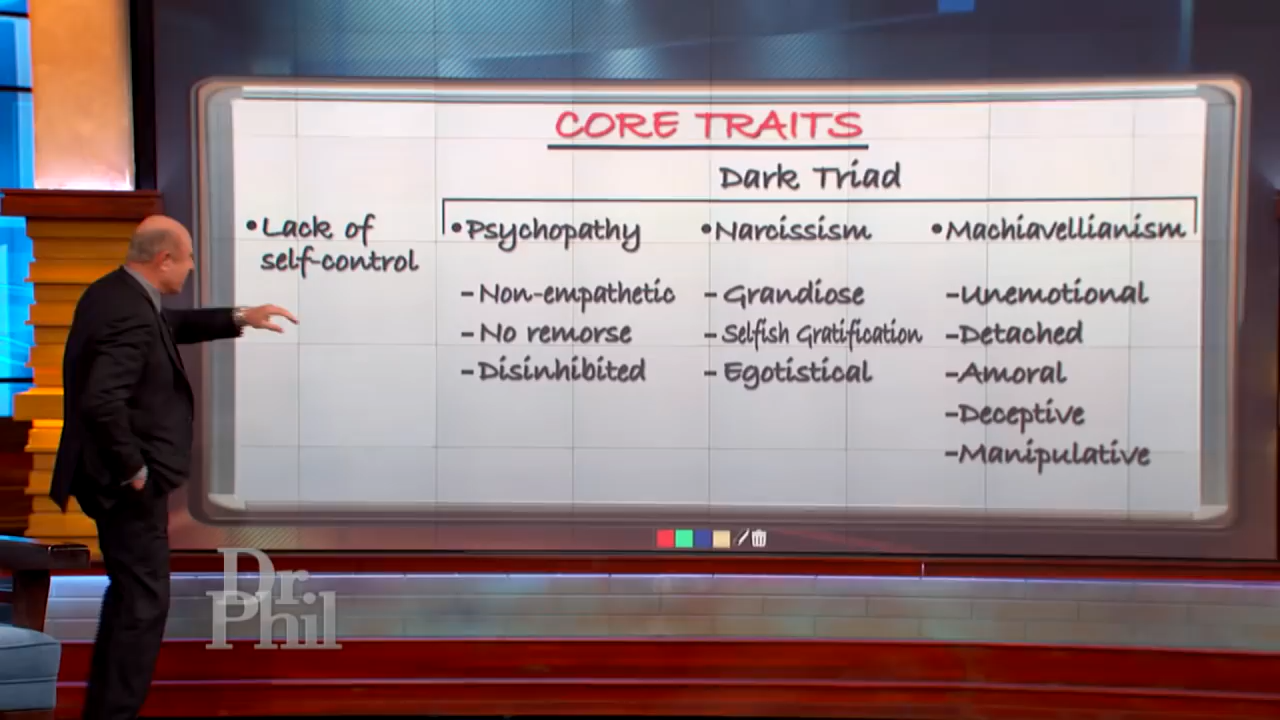 CORE TRAITS
Dark Triad
•Lack of
self-control
•Psychopathy
-Non-empathetic
-No remorse
-Disinhibited
•Narcissism
-Grandiose
-Selfish Gratification
-Egotistical
•Machiavellianism
-Unemotional
-Detached
-Amoral
-Deceptive
-Manipulative
Dr.
Phil